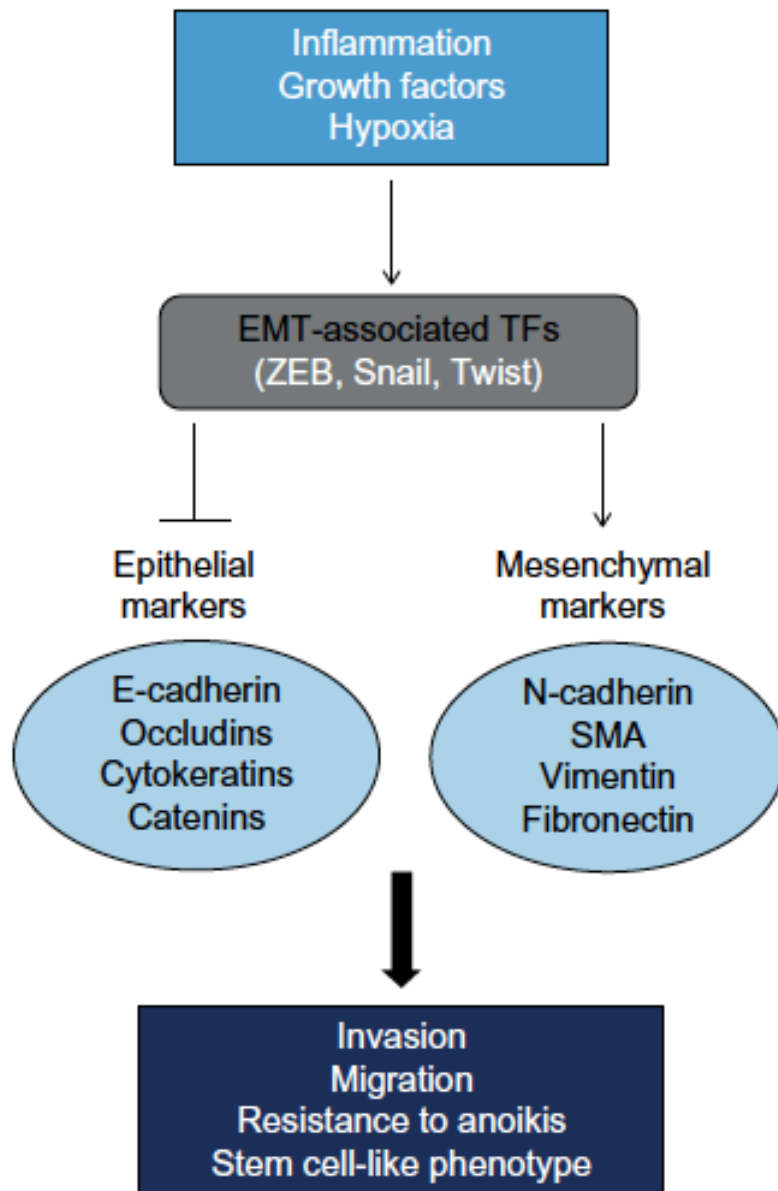 Inflammation
Growth factors
Hypoxia
EMT-associated TFs
(ZEB, Snail, Twist)
Epithelial
markers
E-cadherin
Occludins
Cytokeratins
Catenins
Mesenchymal
markers
N-cadherin
SMA
Vimentin
Fibronectin
Invasion
Migration
Resistance to anoikis
Stem cell-like phenotype